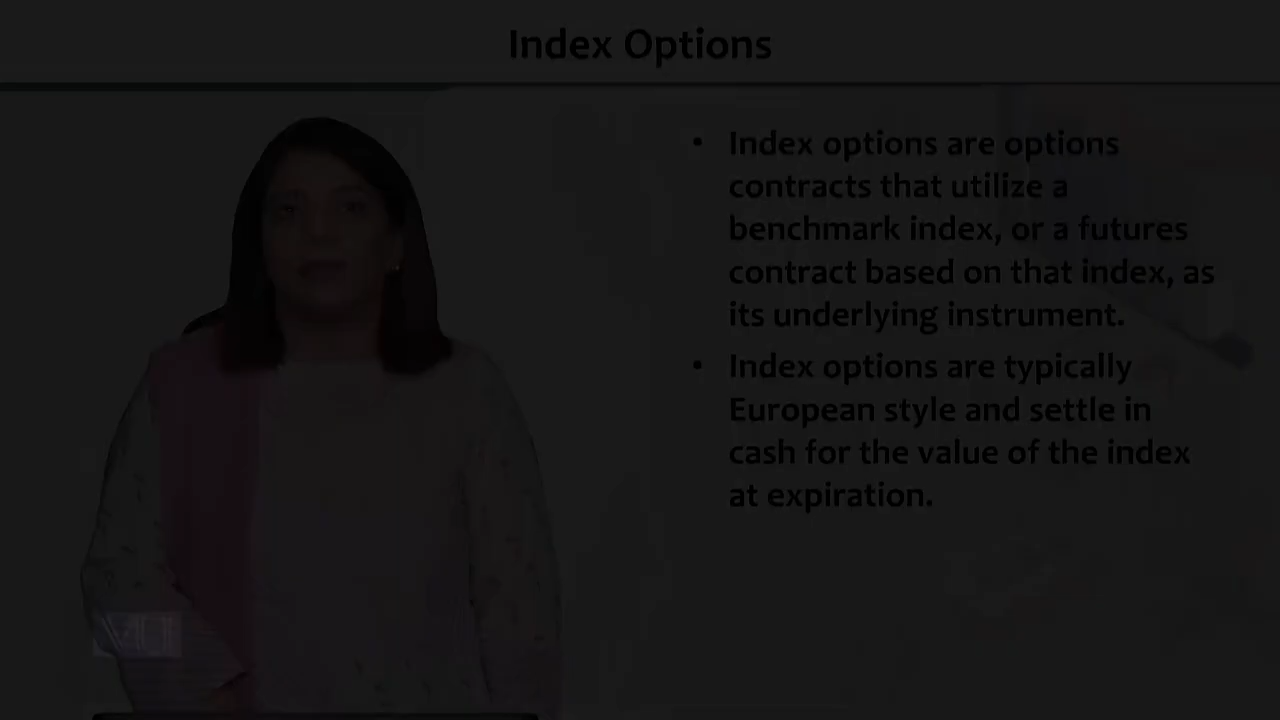 Index Options
• Index options are options
contracts that utilize a
benchmark index, or a futures
contract based on that index, as
its underlying instrument.
• Index options are typically
European style and settle in
cash for the value of the index
at expiration.